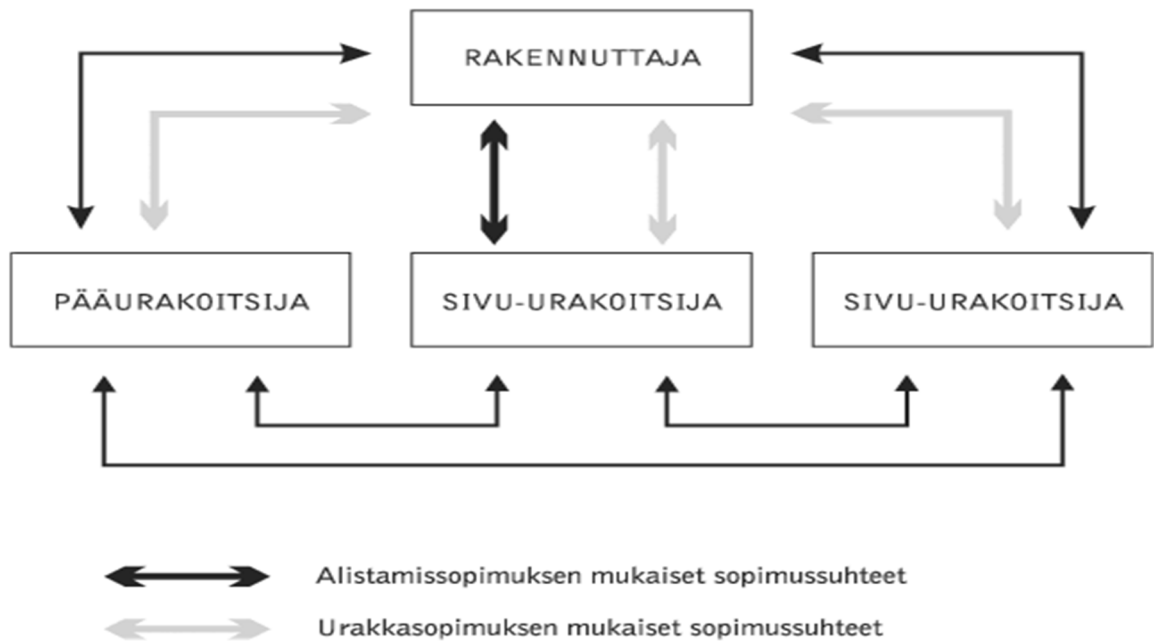 RAKENNUTTAJA
PÄÄURAKOITSIJA
SIVU-URAKOITSIJA
SIVU-URAKOITSIJA
Alistamissopimuksen mukaiset sopimussuhteet
Urakkasopimuksen mukaiset sopimussuhteet